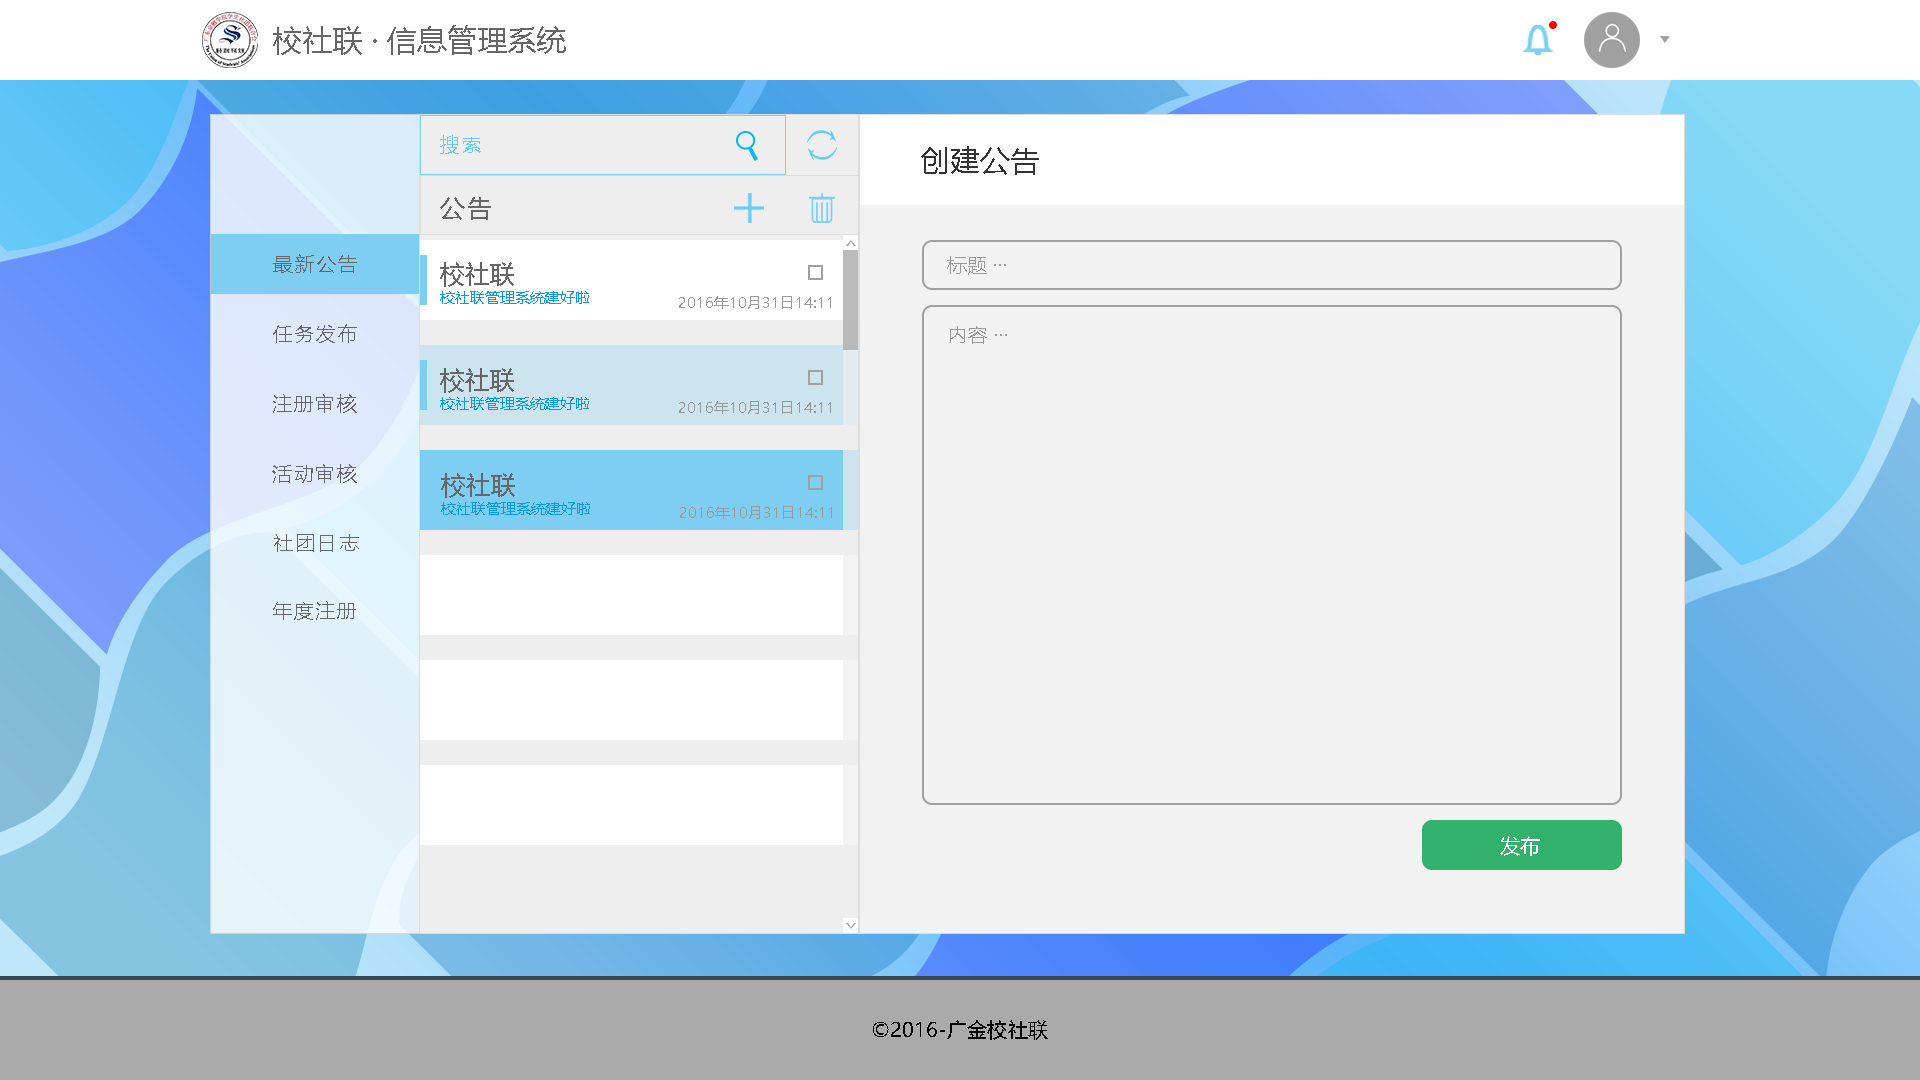 校社联 · 信息管理系统
搜索
公告
最新公告
任务发布
注册审核
活动审核
社团日志
年度注册
校社联
校社联管理系统建好啦
2016年10月31日14:11
校社联
校社联管理系统建好啦
2016年10月31日14:11
校社联
校社联管理系统建好啦
2016年10月31日14:11
创建公告
标题 ···
内容 ···
发布
©2016-广金校社联